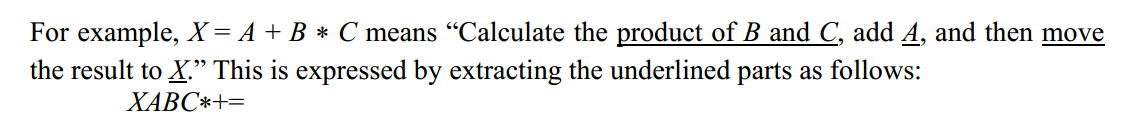 For example, X = A + B * C means “Calculate the product of B and C, add A, and then move
the result to X.” This is expressed by extracting the underlined parts as follows:
XABC*+=